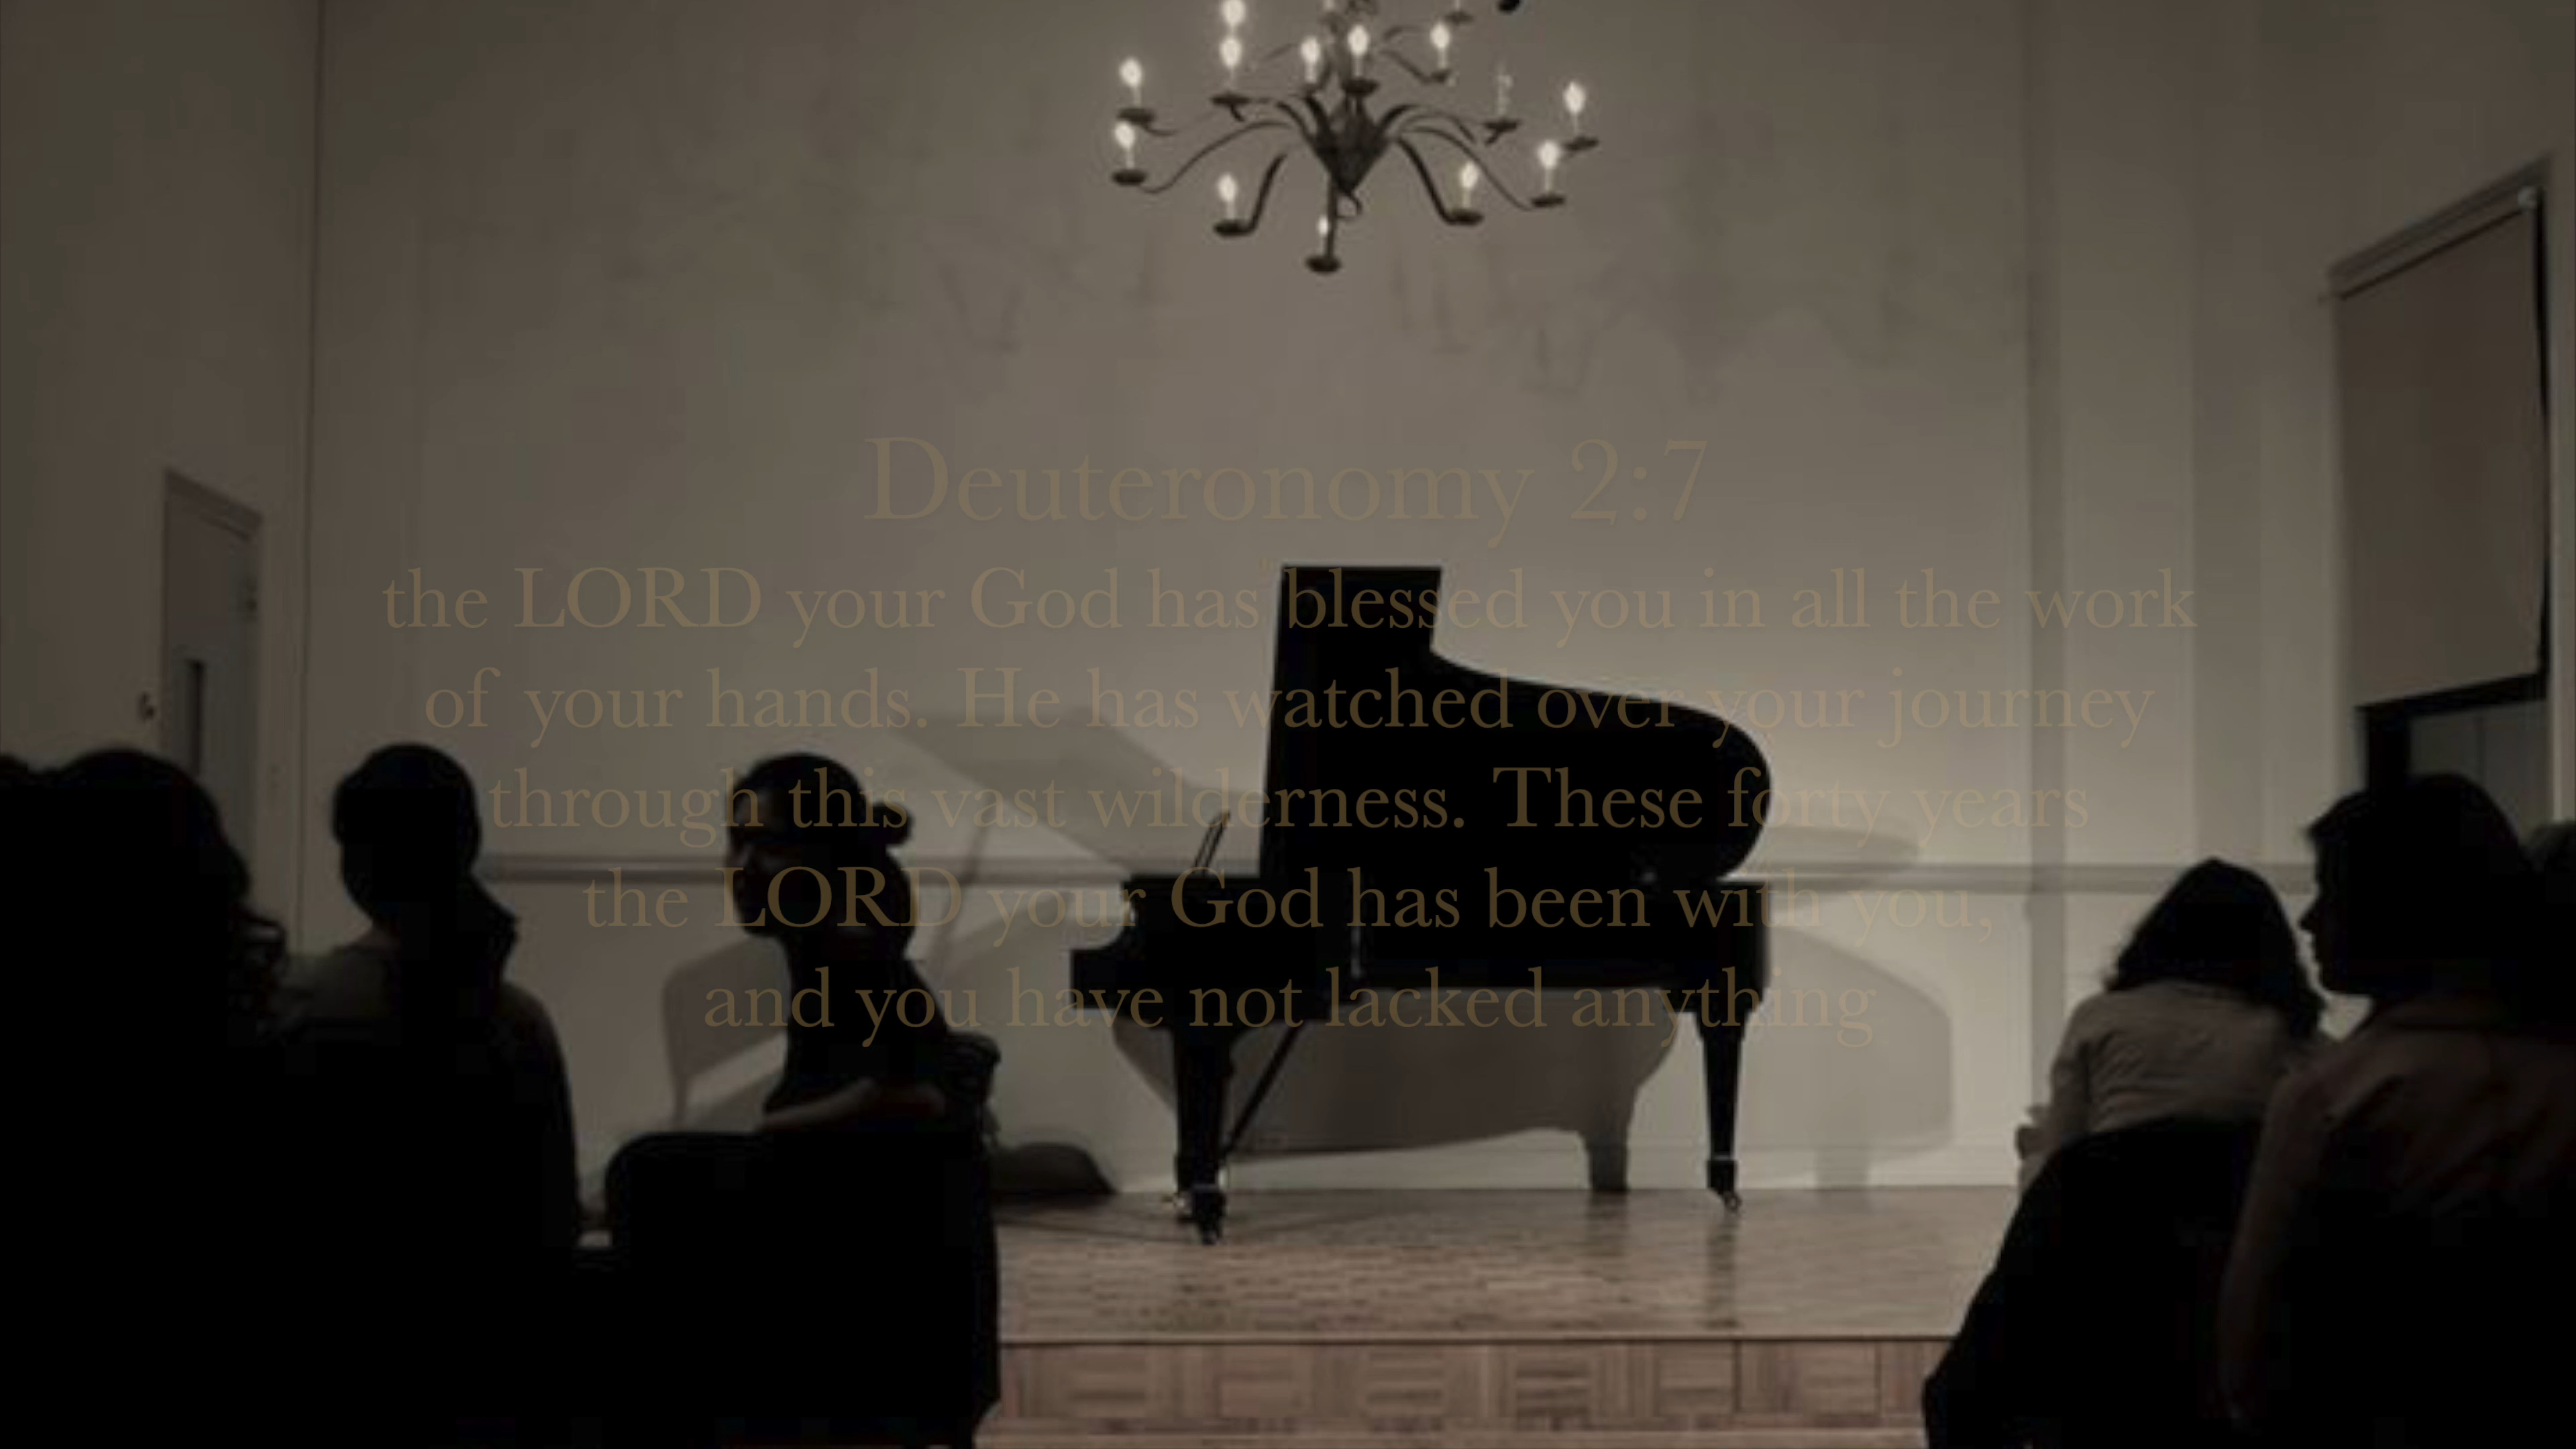 Deuteronomy 2:7
the LORD your God has blessed you in all the work
of your hands. He has watched over your journey
through this vast wilderness. These forty years
the LORD your God has been with you,
and you have not lacked anything